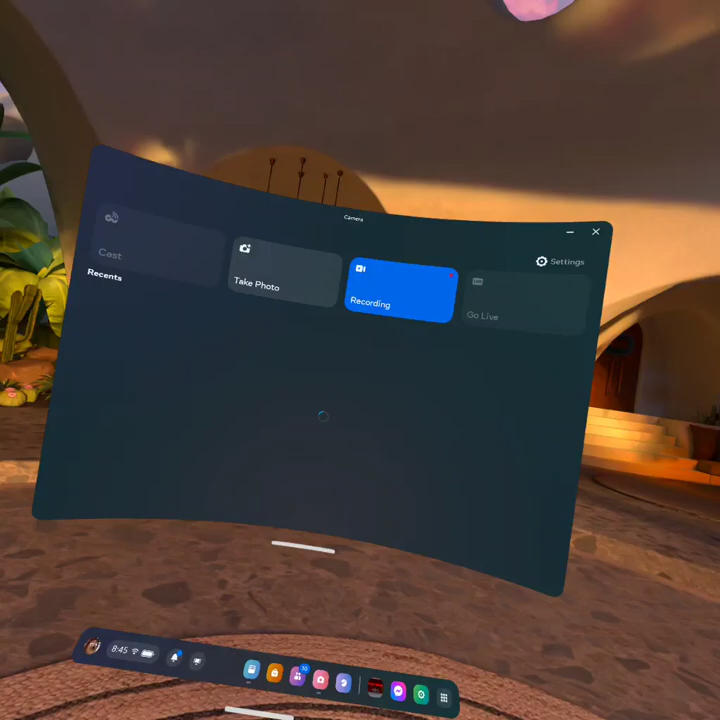 Camera
Settings
Cast
Take Photo
Recording
Go Live
Recents
8:45
10